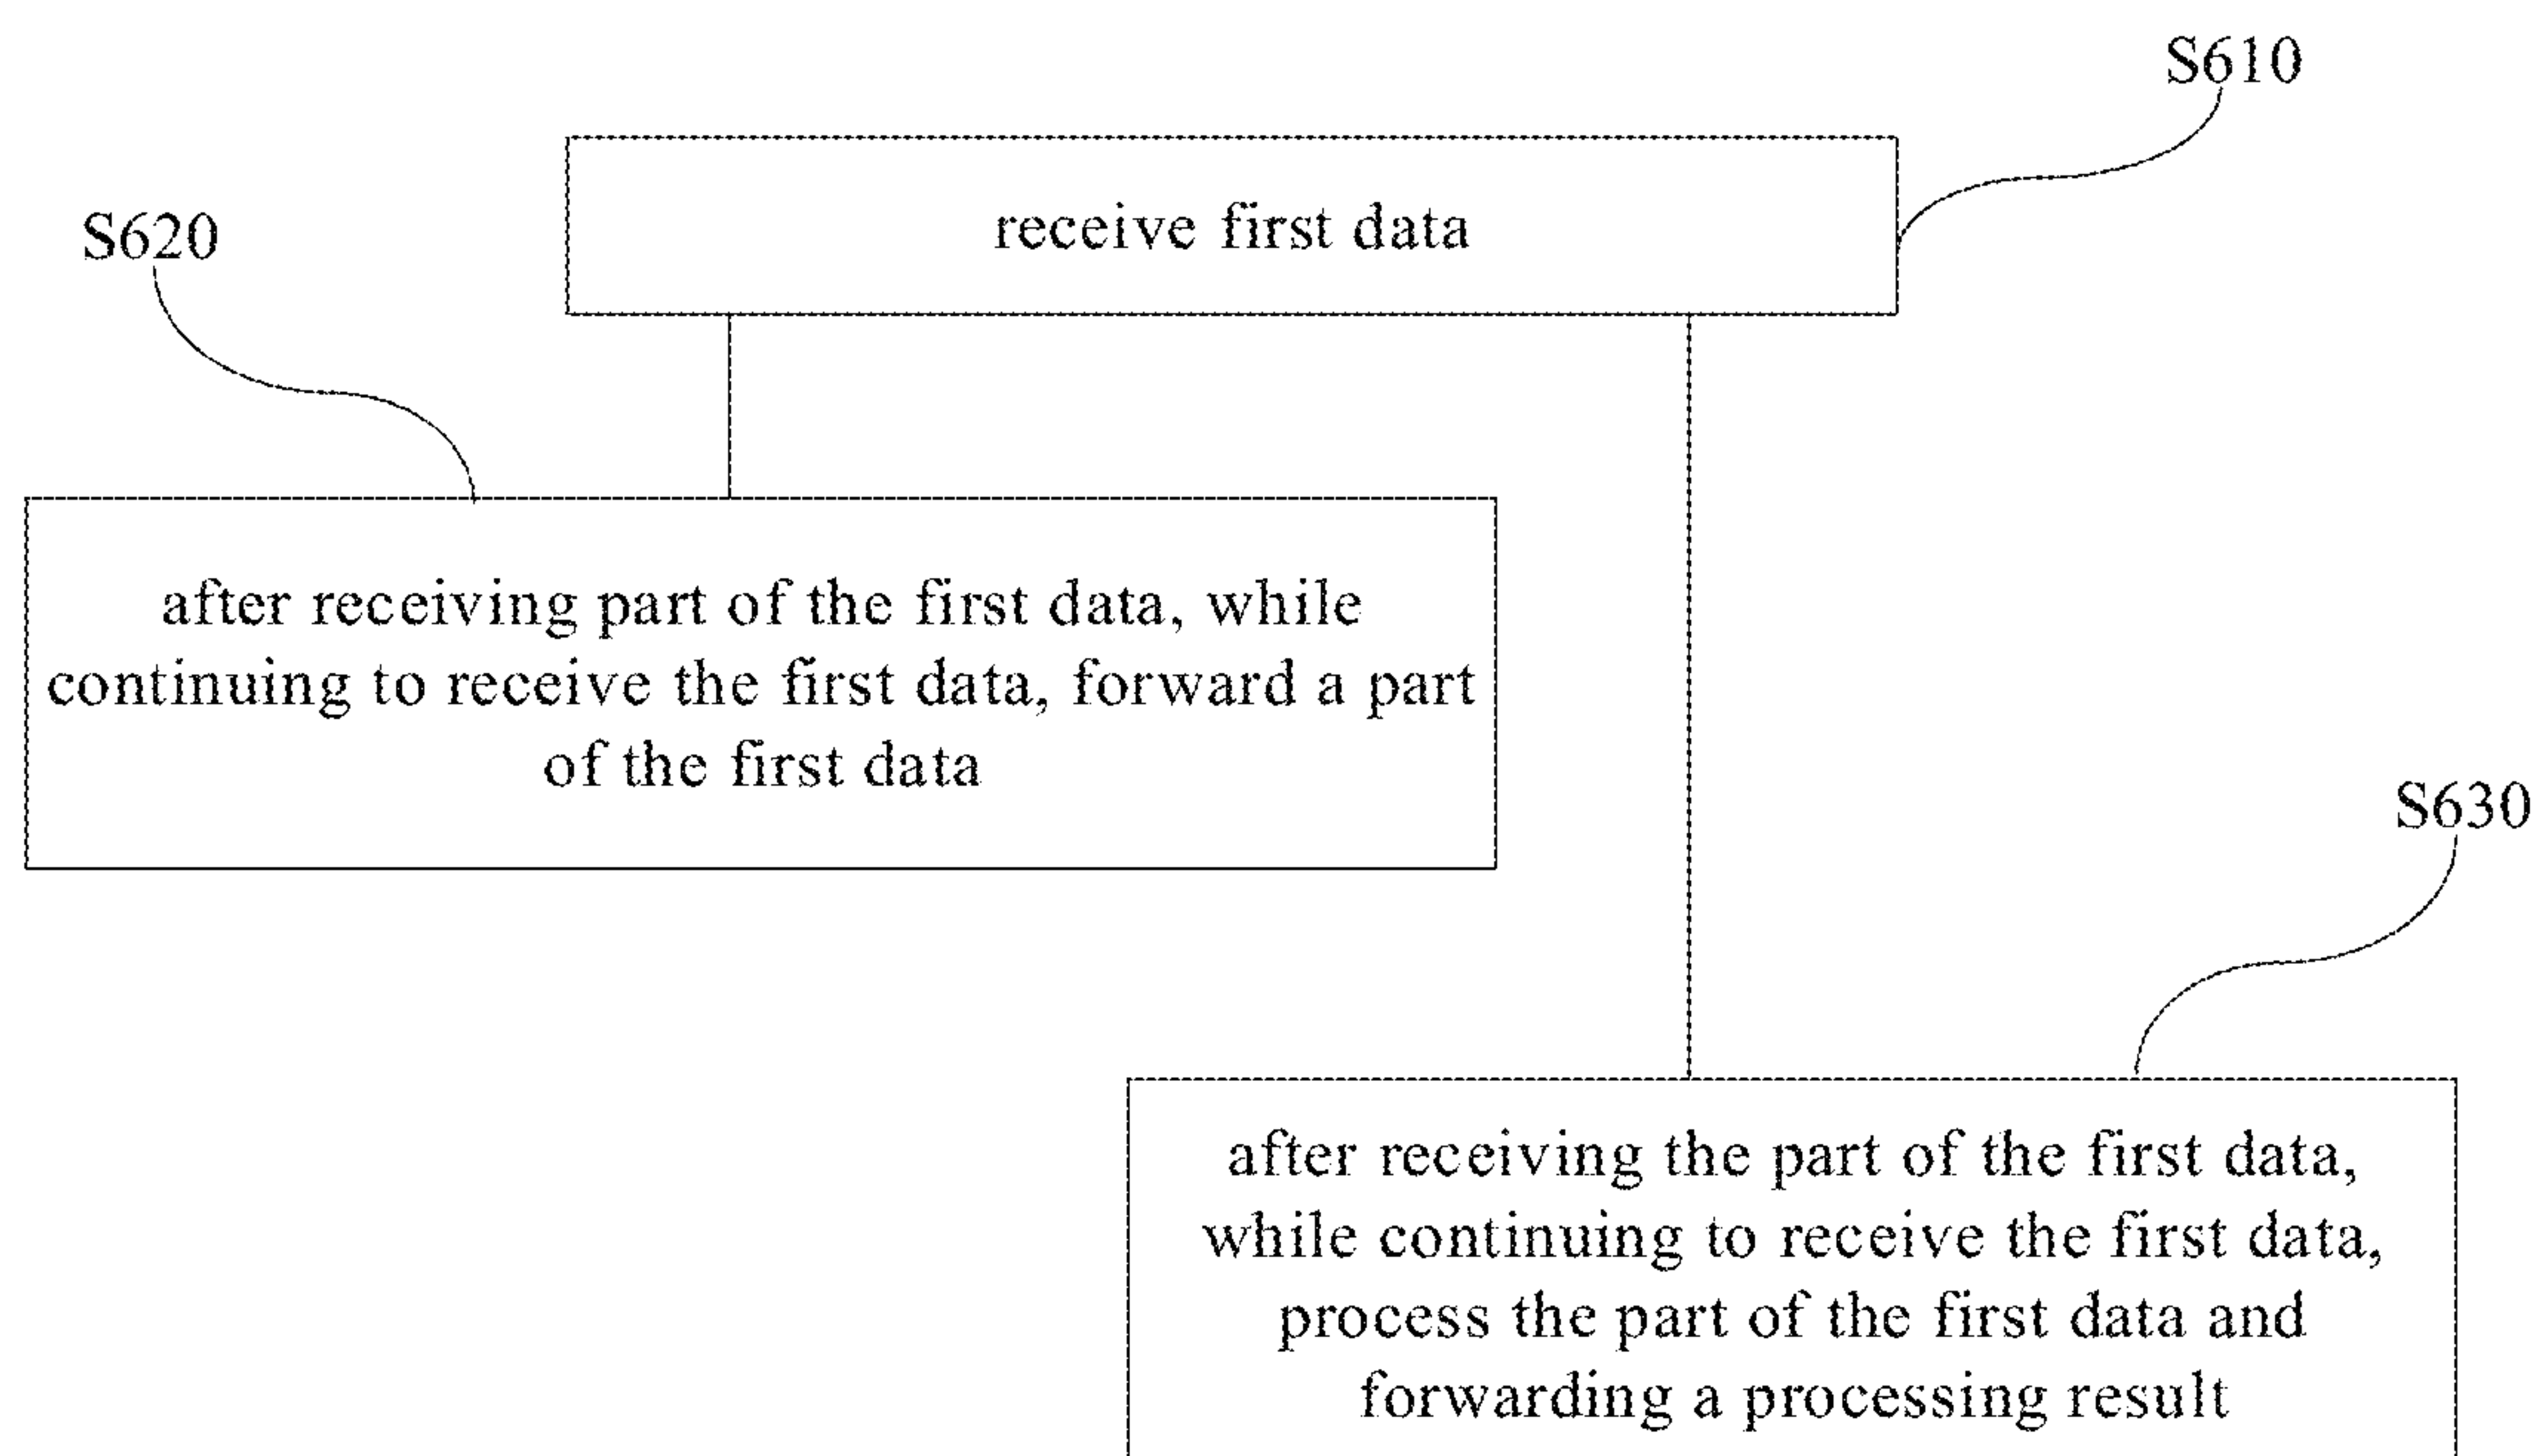 S610
receive first data
S620
after receiving part of the first data, while
continuing to receive the first data, forward a part
of the first data
S630
after receiving the part of the first data,
while continuing to receive the first data,
process the part of the first data and
forwarding a processing result